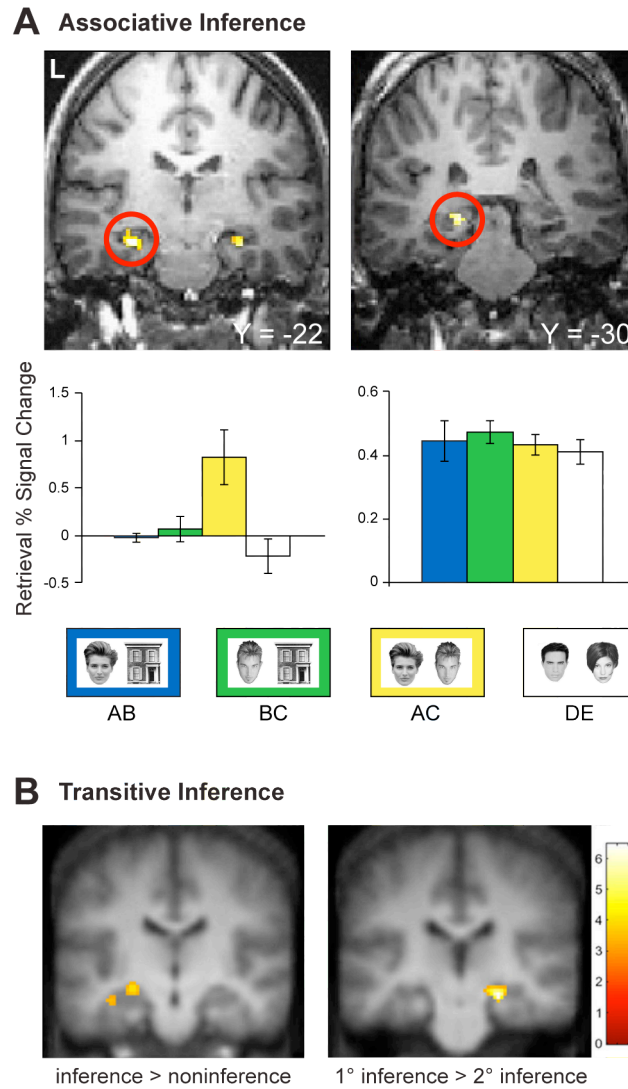 A Associative Inference
L
Y = -22
Y = -30
Retrieval % Signal Change
1.5
1
0.5
0
-0.5
0.6
0.4
0.2
0
AB
BC
AC
DE
B Transitive Inference
6
5
4
3
2
1
0
inference > noninference
1° inference > 2° inference